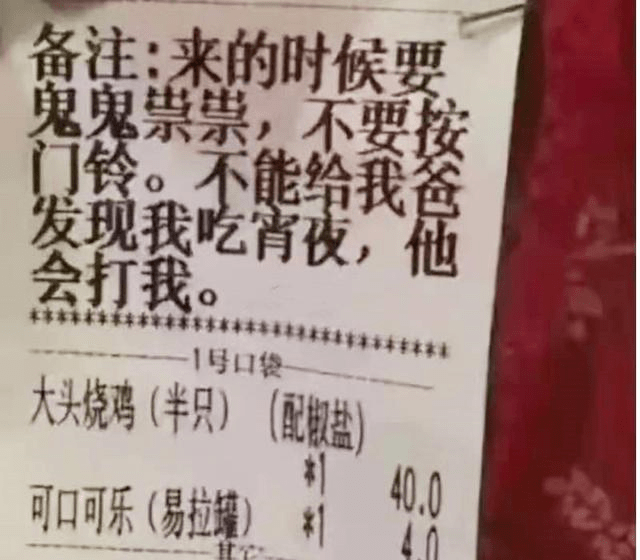 备注:来的时候要
鬼鬼祟祟，不要按
门铃。不能给我爸
发现我吃宵夜，他
会打我。
*******************************
1号口袋
大头烧鸡（半只） （配椒盐）
*1 40.0
可口可乐（易拉罐） *1 4.0
其它